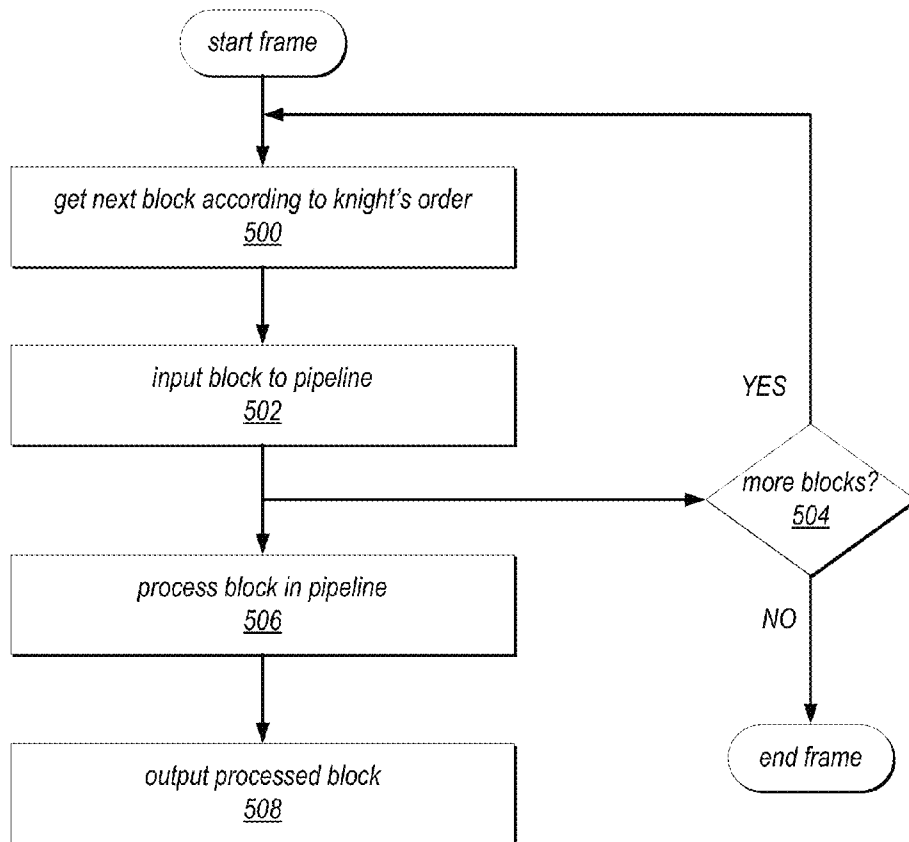 start frame
get next block according to knight's order
500
input block to pipeline
502
YES
more blocks?
504
process block in pipeline
506
NO
output processed block
508
end frame